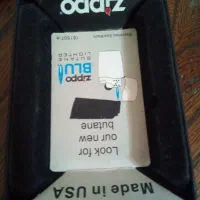 Made in USA
Look for
our new
butane
zippo
BLU
BUTANE
LIGHTER
zippo